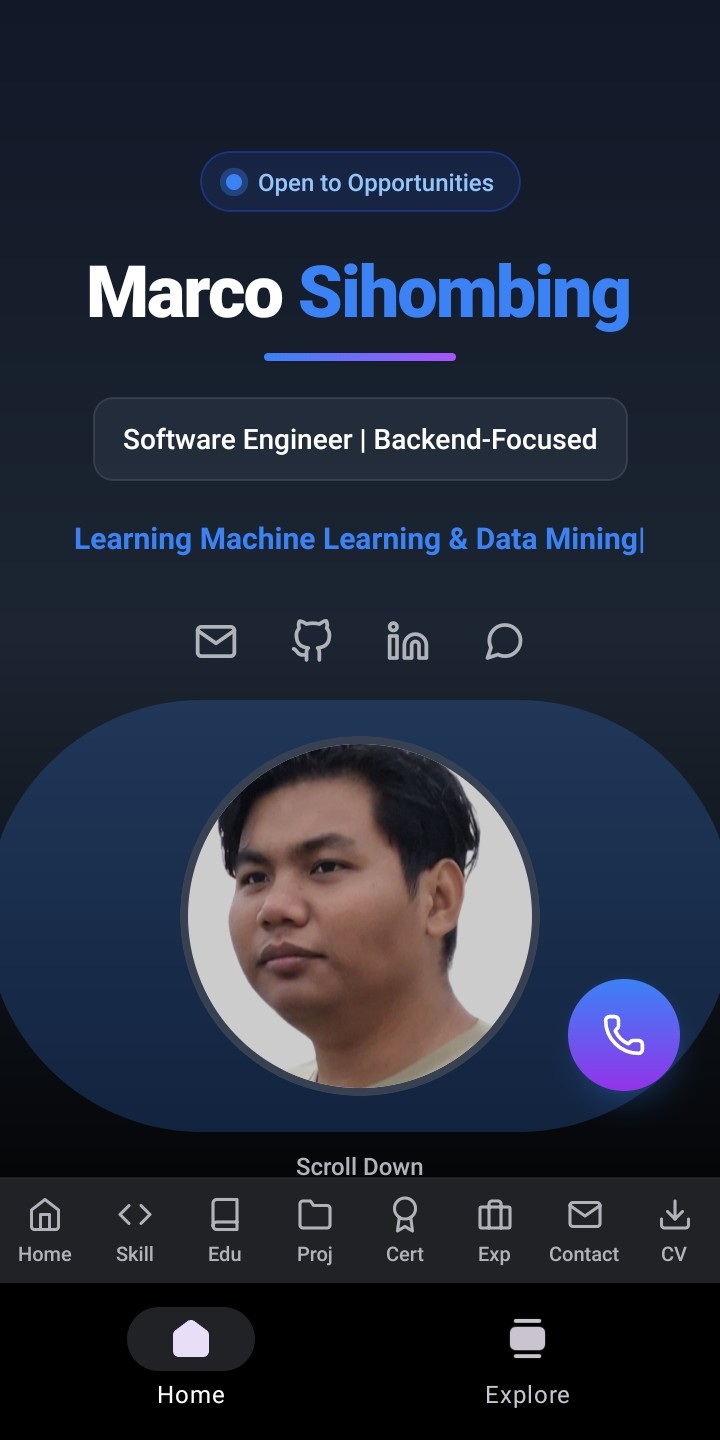 Open to Opportunities
Marco Sihombing
Software Engineer | Backend-Focused
Learning Machine Learning & Data Mining|
Scroll Down
Home Skill Edu Proj Cert Exp Contact CV
Home Explore